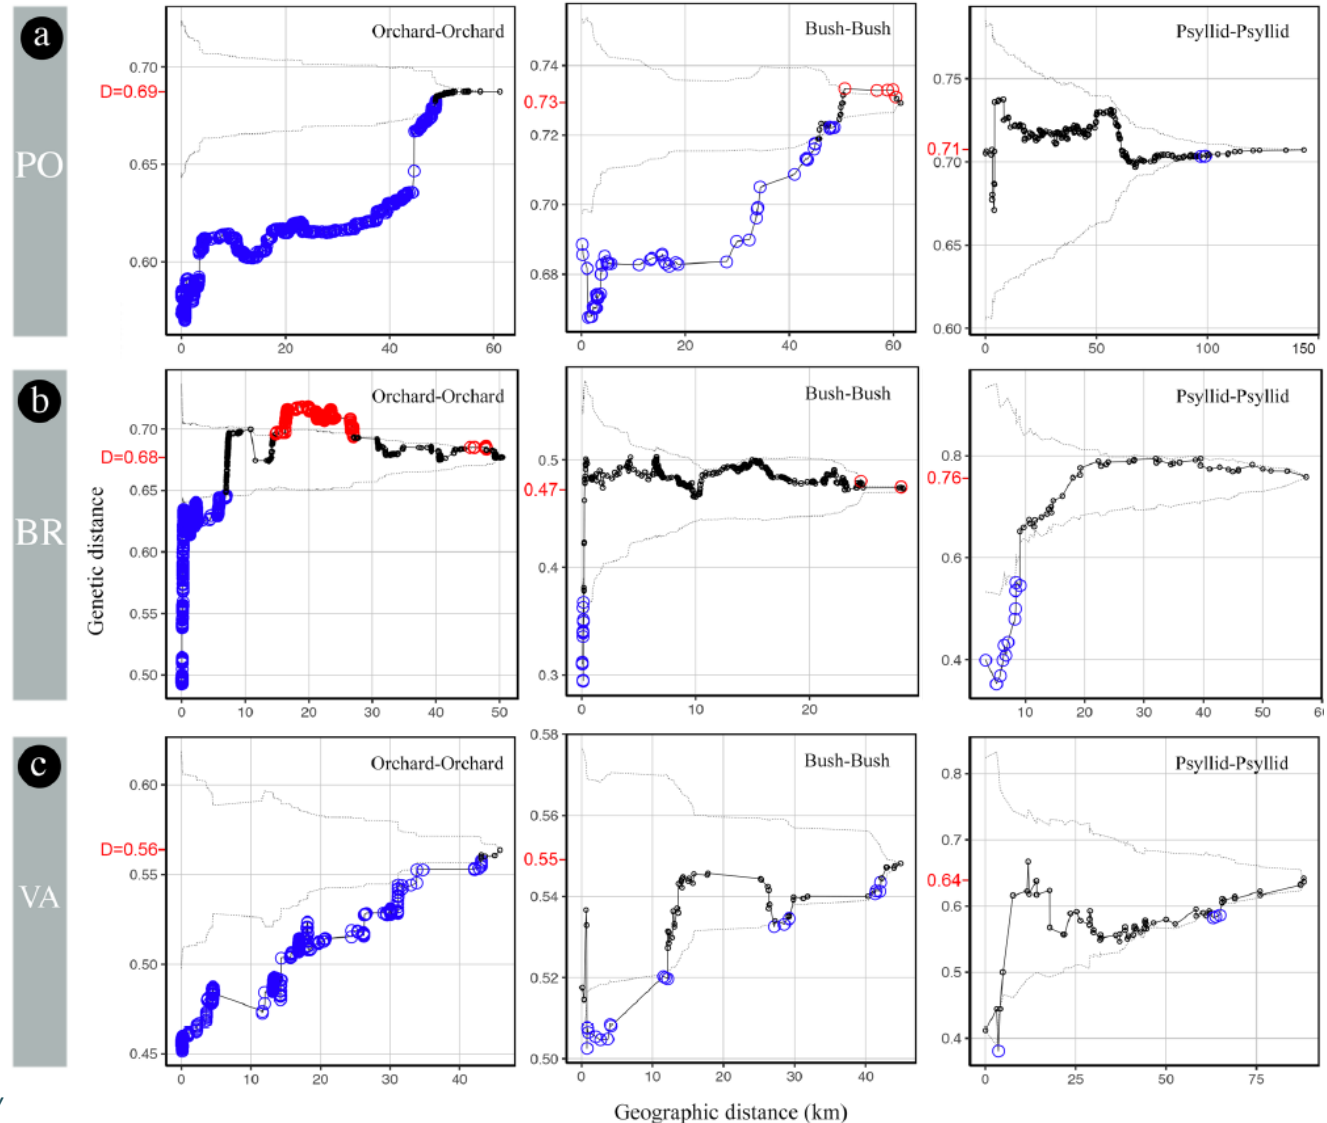 a
PO
Orchard-Orchard
0.70
D=0.69
0.65
0.60
0 20 40 60
Bush-Bush
0.74
0.73
0.72
0.70
0.68
0 20 40 60
Psyllid-Psyllid
0.75
0.71
0.70
0.65
0.60
0 50 100 150
b
BR
Genetic distance
Orchard-Orchard
0.70
D=0.68
0.65
0.60
0.55
0.50
0 10 20 30 40 50
Bush-Bush
0.5
0.47
0.4
0.3
0 10 20
Psyllid-Psyllid
0.8
0.76
0.6
0.4
10 20 30 40 50 60
c
VA
Orchard-Orchard
0.60
D=0.56
0.55
0.50
0.45
0 10 20 30 40
Bush-Bush
0.58
0.56
0.55
0.54
0.52
0.50
0 10 20 30 40
Psyllid-Psyllid
0.8
0.7
0.64
0.6
0.5
0.4
0 25 50 75
Geographic distance (km)